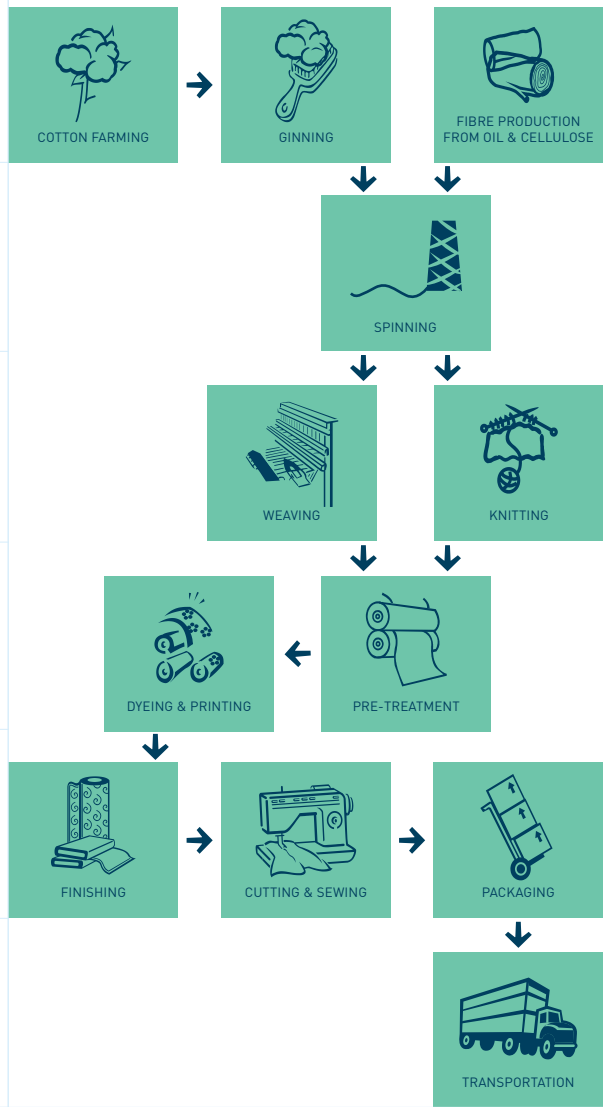 COTTON FARMING
GINNING
FIBRE PRODUCTION
FROM OIL & CELLULOSE
SPINNING
WEAVING
KNITTING
DYEING & PRINTING
PRE-TREATMENT
FINISHING
CUTTING & SEWING
PACKAGING
TRANSPORTATION